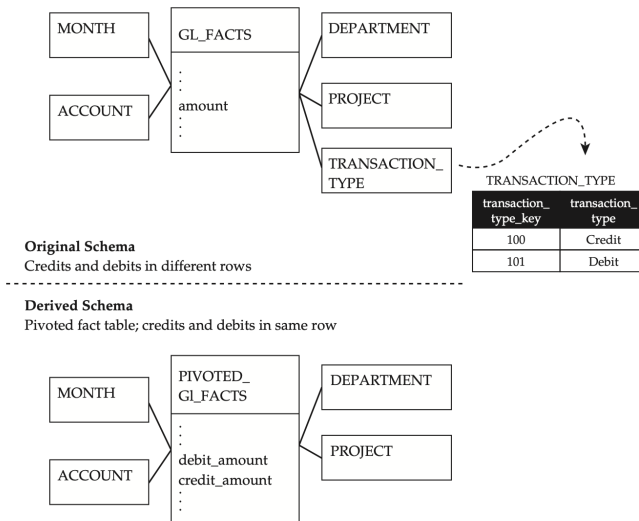 MONTH
GL_FACTS
DEPARTMENT
ACCOUNT
amount
PROJECT
TRANSACTION_
TYPE
TRANSACTION_TYPE
transaction_
type_key
transaction_
type
100
Credit
101
Debit
Original Schema
Credits and debits in different rows
Derived Schema
Pivoted fact table; credits and debits in same row
MONTH
PIVOTED_
Gl_FACTS
DEPARTMENT
ACCOUNT
debit_amount
credit_amount
PROJECT